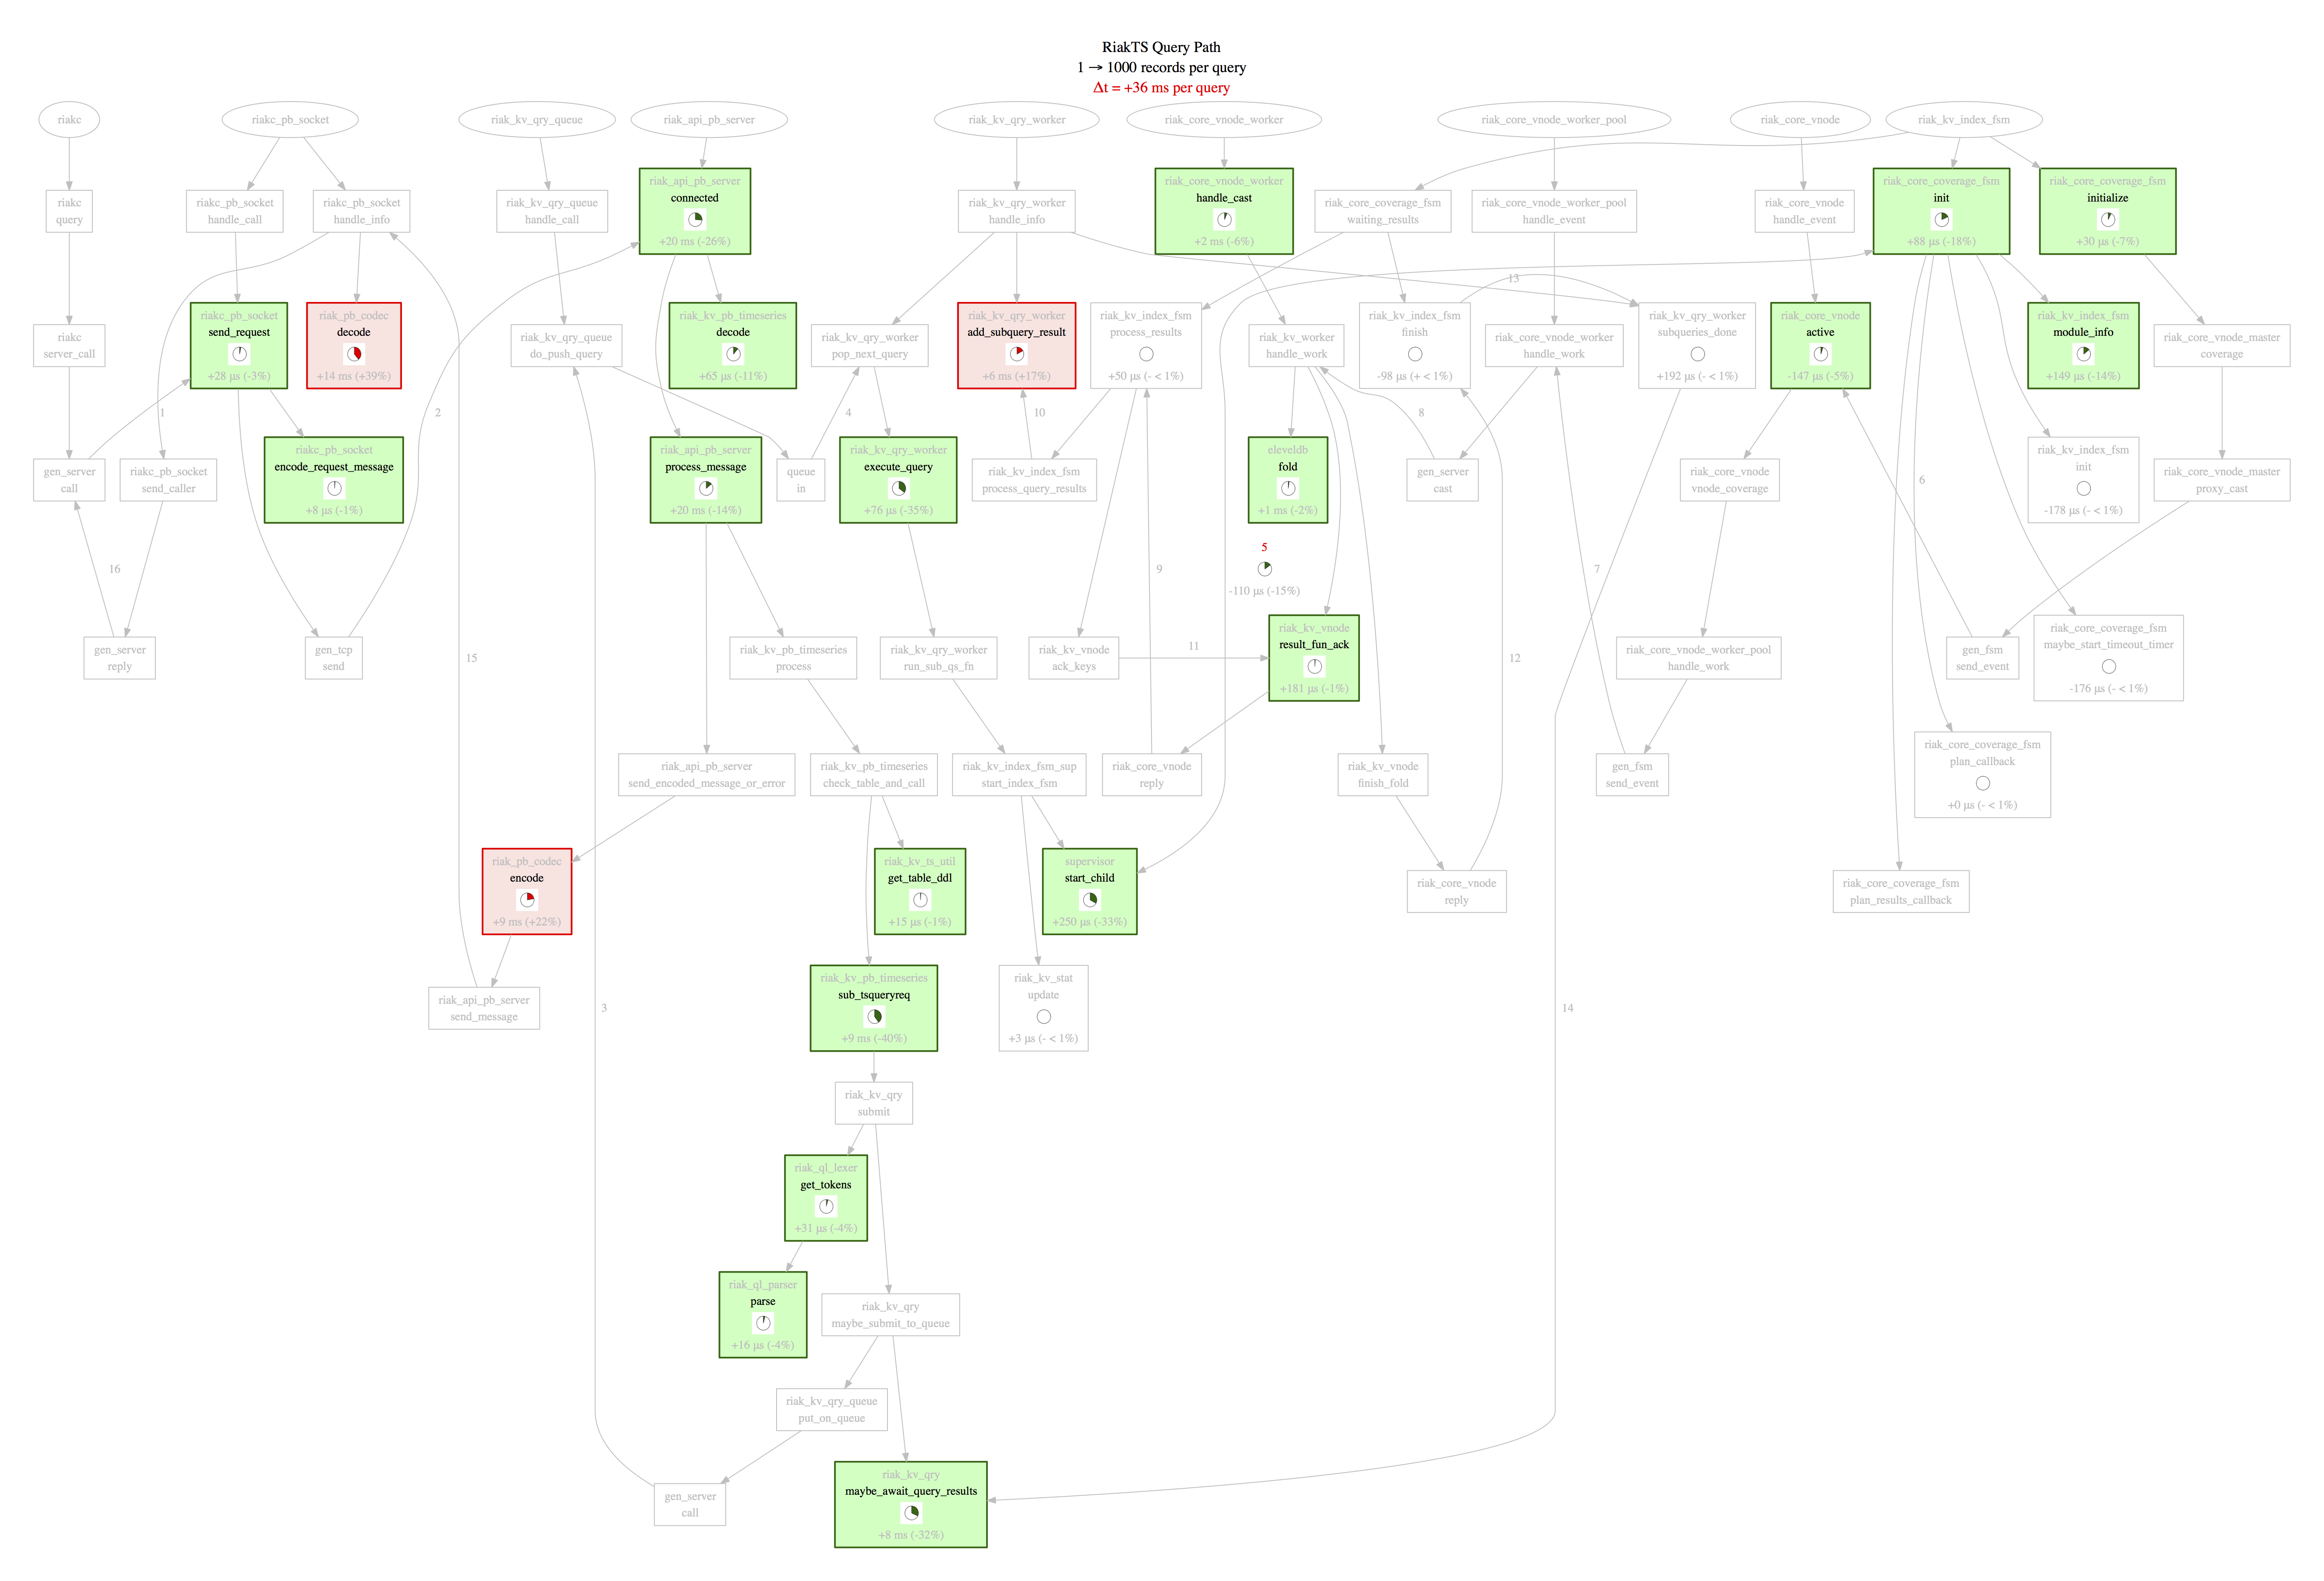 RiakTS Query Path
1 → 1000 records per query
Δt = +36 ms per query
riakc
riakc_pb_socket
riak_kv_qry_queue
riak_api_pb_server
riak_kv_qry_worker
riak_core_vnode_worker
riak_core_vnode_worker_pool
riak_core_vnode
riak_kv_index_fsm
riakc
query
riakc_pb_socket
handle_call
riakc_pb_socket
handle_info
riak_kv_qry_queue
handle_call
riak_api_pb_server
connected
+20 ms (-26%)
riak_kv_qry_worker
handle_info
riak_core_vnode_worker
handle_cast
+2 ms (-6%)
riak_core_coverage_fsm
waiting_results
riak_core_vnode_worker_pool
handle_event
riak_core_vnode
handle_event
riak_core_coverage_fsm
init
+88 µs (-18%)
riak_core_coverage_fsm
initialize
+30 µs (-7%)
13
riakc
server_call
riakc_pb_socket
send_request
+28 µs (-3%)
riak_pb_codec
decode
+14 ms (+39%)
riak_kv_qry_queue
do_push_query
riak_kv_pb_timeseries
decode
+65 µs (-11%)
riak_kv_qry_worker
pop_next_query
riak_kv_qry_worker
add_subquery_result
+6 ms (+17%)
riak_kv_index_fsm
process_results
+50 µs (- < 1%)
riak_kv_worker
handle_work
riak_kv_index_fsm
finish
-98 µs (+ < 1%)
riak_core_vnode_worker
handle_work
riak_kv_qry_worker
subqueries_done
+192 µs (- < 1%)
riak_core_vnode
active
-147 µs (-5%)
riak_kv_index_fsm
module_info
+149 µs (-14%)
riak_core_vnode_master
coverage
1
2
4
10
8
gen_server
call
riakc_pb_socket
send_caller
riakc_pb_socket
encode_request_message
+8 µs (-1%)
riak_api_pb_server
process_message
+20 ms (-14%)
queue
in
riak_kv_qry_worker
execute_query
+76 µs (-35%)
riak_kv_index_fsm
process_query_results
eleveldb
fold
+1 ms (-2%)
gen_server
cast
riak_core_vnode
vnode_coverage
6
riak_kv_index_fsm
init
-178 µs (- < 1%)
riak_core_vnode_master
proxy_cast
16
9
5
-110 µs (-15%)
7
gen_server
reply
gen_tcp
send
15
riak_kv_pb_timeseries
process
riak_kv_qry_worker
run_sub_qs_fn
riak_kv_vnode
ack_keys
11
riak_kv_vnode
result_fun_ack
+181 µs (-1%)
12
riak_core_vnode_worker_pool
handle_work
gen_fsm
send_event
riak_core_coverage_fsm
maybe_start_timeout_timer
-176 µs (- < 1%)
riak_api_pb_server
send_encoded_message_or_error
riak_kv_pb_timeseries
check_table_and_call
riak_kv_index_fsm_sup
start_index_fsm
riak_core_vnode
reply
riak_kv_vnode
finish_fold
gen_fsm
send_event
riak_core_coverage_fsm
plan_callback
+0 µs (- < 1%)
riak_pb_codec
encode
+9 ms (+22%)
riak_kv_ts_util
get_table_ddl
+15 µs (-1%)
supervisor
start_child
+250 µs (-33%)
riak_core_vnode
reply
riak_core_coverage_fsm
plan_results_callback
riak_api_pb_server
send_message
3
riak_kv_pb_timeseries
sub_tsqueryreq
+9 ms (-40%)
riak_kv_stat
update
+3 µs (- < 1%)
14
riak_kv_qry
submit
riak_ql_lexer
get_tokens
+31 µs (-4%)
riak_ql_parser
parse
+16 µs (-4%)
riak_kv_qry
maybe_submit_to_queue
riak_kv_qry_queue
put_on_queue
gen_server
call
riak_kv_qry
maybe_await_query_results
+8 ms (-32%)